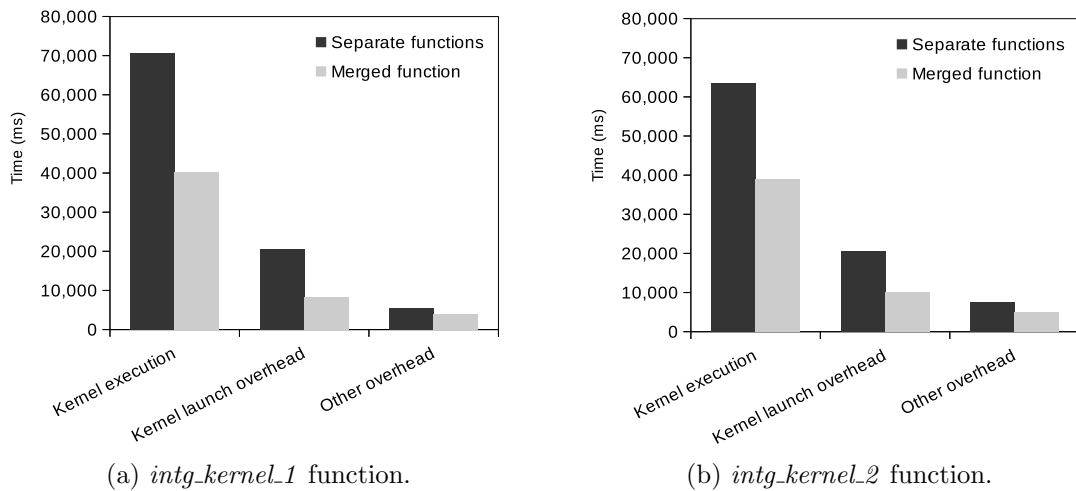 80,000
70,000
60,000
50,000
40,000
30,000
20,000
10,000
0
Time (ms)
Separate functions
Merged function
Kernel execution
Kernel launch overhead
Other overhead
(a) intg_kernel_1 function.
80,000
70,000
60,000
50,000
40,000
30,000
20,000
10,000
0
Time (ms)
Separate functions
Merged function
Kernel execution
Kernel launch overhead
Other overhead
(b) intg_kernel_2 function.